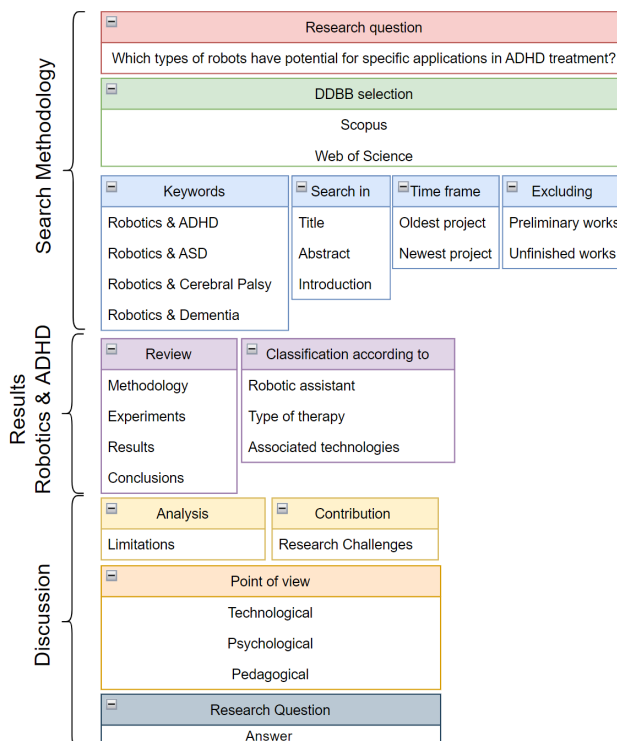 Search Methodology
Research question
Which types of robots have potential for specific applications in ADHD treatment?
DDBB selection
Scopus
Web of Science
Keywords
Robotics & ADHD
Robotics & ASD
Robotics & Cerebral Palsy
Robotics & Dementia
Search in
Title
Abstract
Introduction
Time frame
Oldest project
Newest project
Excluding
Preliminary works
Unfinished works
Results
Robotics & ADHD
Review
Methodology
Experiments
Results
Conclusions
Classification according to
Robotic assistant
Type of therapy
Associated technologies
Discussion
Analysis
Limitations
Contribution
Research Challenges
Point of view
Technological
Psychological
Pedagogical
Research Question
Answer